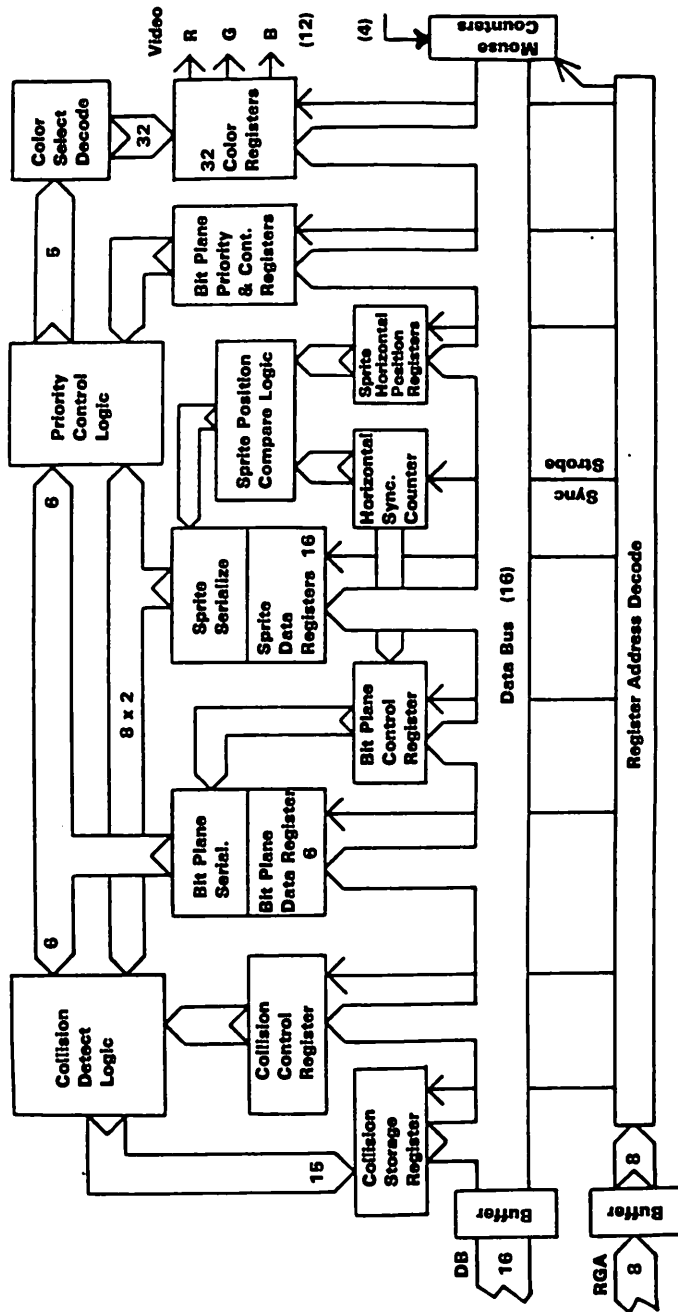 Video
R
G
B
(12)
(4)
Mouse
Counters
Color
Select
Decode
32
32
Color
Registers
5
Priority
Control
Logic
Bit Plane
Priority
& Cont.
Registers
6
8 x 2
6
Sprite Position
Compare Logic
Sprite
Horizontal
Position
Registers
Horizontal
Sync.
Counter
Sprite
Serialize
Sprite
Data
Registers 16
Bit Plane
Control
Register
Bit Plane
Serial.
Bit Plane
Data Register
6
Collision
Detect
Logic
Collision
Control
Register
15
Collision
Storage
Register
Sync
Strobe
Data Bus (16)
Register Address Decode
DB
16
Buffer
RGA
8
Buffer
8